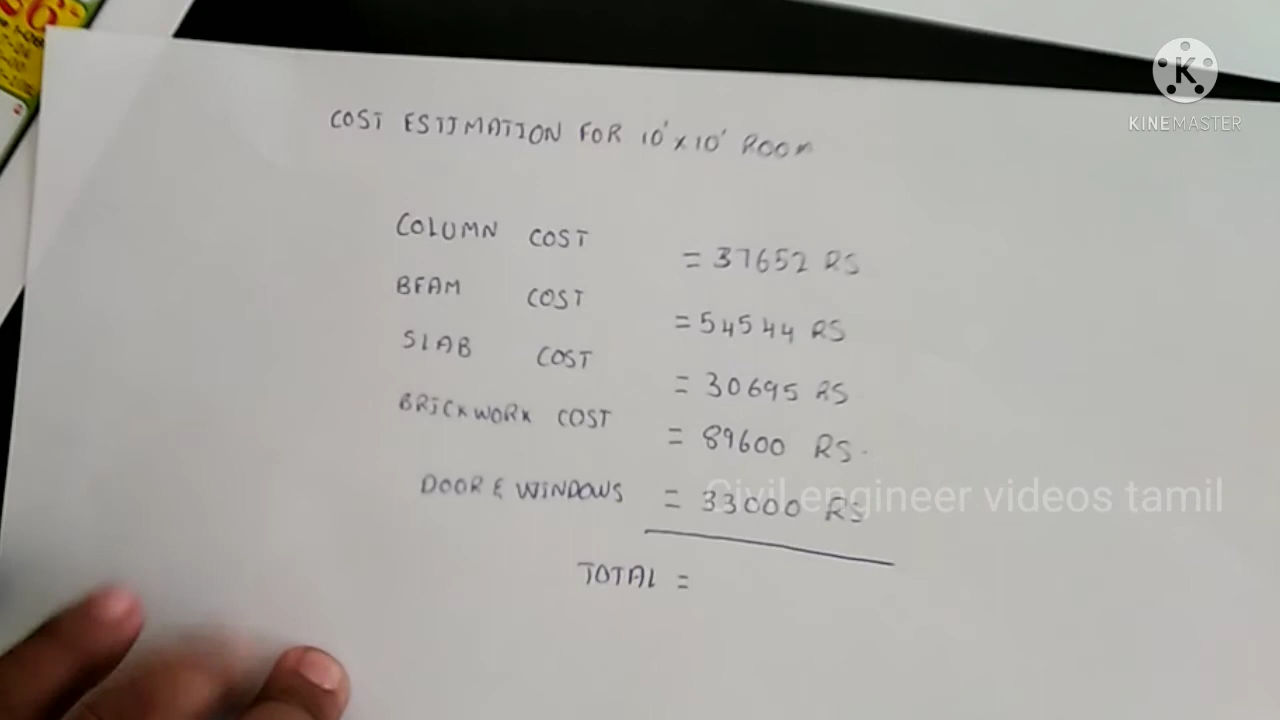 KINEMASTER
COST ESTIMATION FOR 10'x10' ROOM
COLUMN COST = 37652 RS
BEAM COST = 54544 RS
SLAB COST = 30695 RS
BRICKWORK COST = 89600 RS.
DOOR & WINDOWS = 33000 RS
Civil engineer videos tamil
TOTAL =